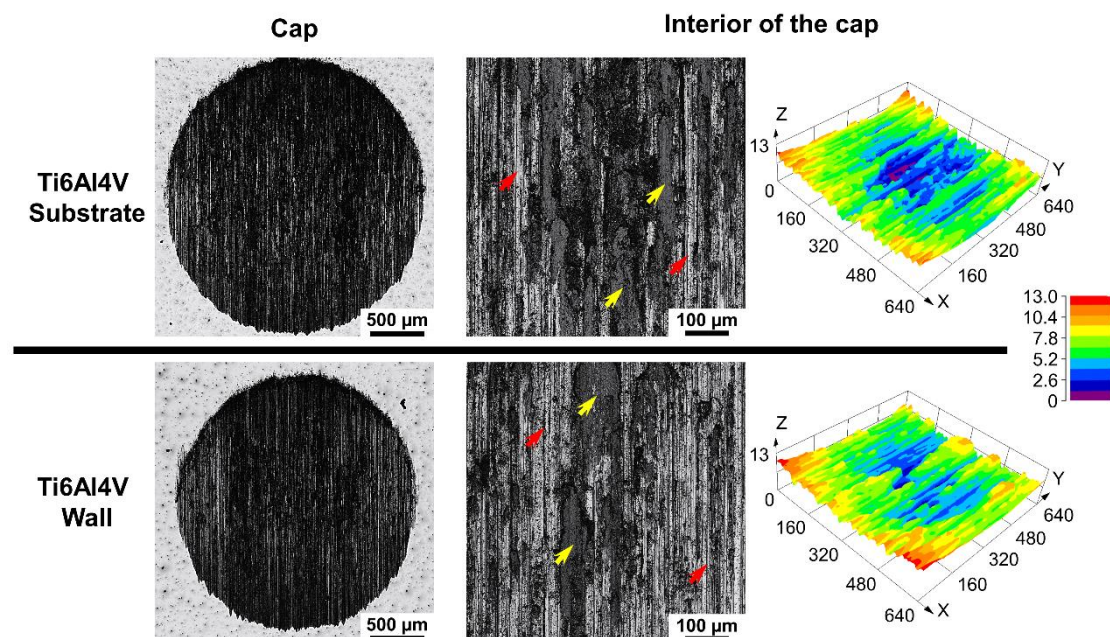 Cap
Interior of the cap
Ti6Al4V
Substrate
500 µm
100 µm
Z
13
0
160
320
480
640
X
160
320
480
640
Y
13.0
10.4
7.8
5.2
2.6
0
Ti6Al4V
Wall
500 µm
100 µm
Z
13
0
160
320
480
640
X
160
320
480
640
Y